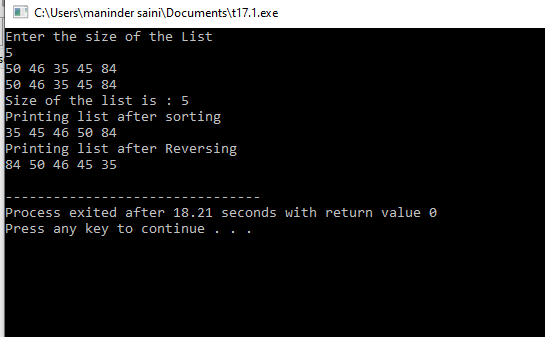 C:\Users\maninder saini\Documents\t17.1.exe
Enter the size of the List
5
50 46 35 45 84
50 46 35 45 84
Size of the list is : 5
Printing list after sorting
35 45 46 50 84
Printing list after Reversing
84 50 46 45 35
--------------------------------
Process exited after 18.21 seconds with return value 0
Press any key to continue . . .